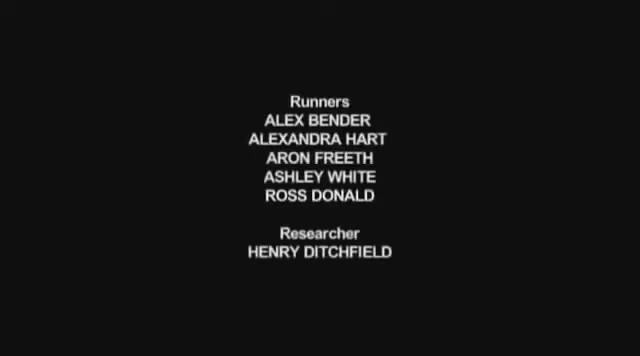 Runners
ALEX BENDER
ALEXANDRA HART
ARON FREETH
ASHLEY WHITE
ROSS DONALD
Researcher
HENRY DITCHFIELD